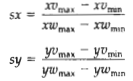 sx = (xv_max − xv_min) / (xw_max − xw_min)
sy = (yv_max − yv_min) / (yw_max − yw_min)